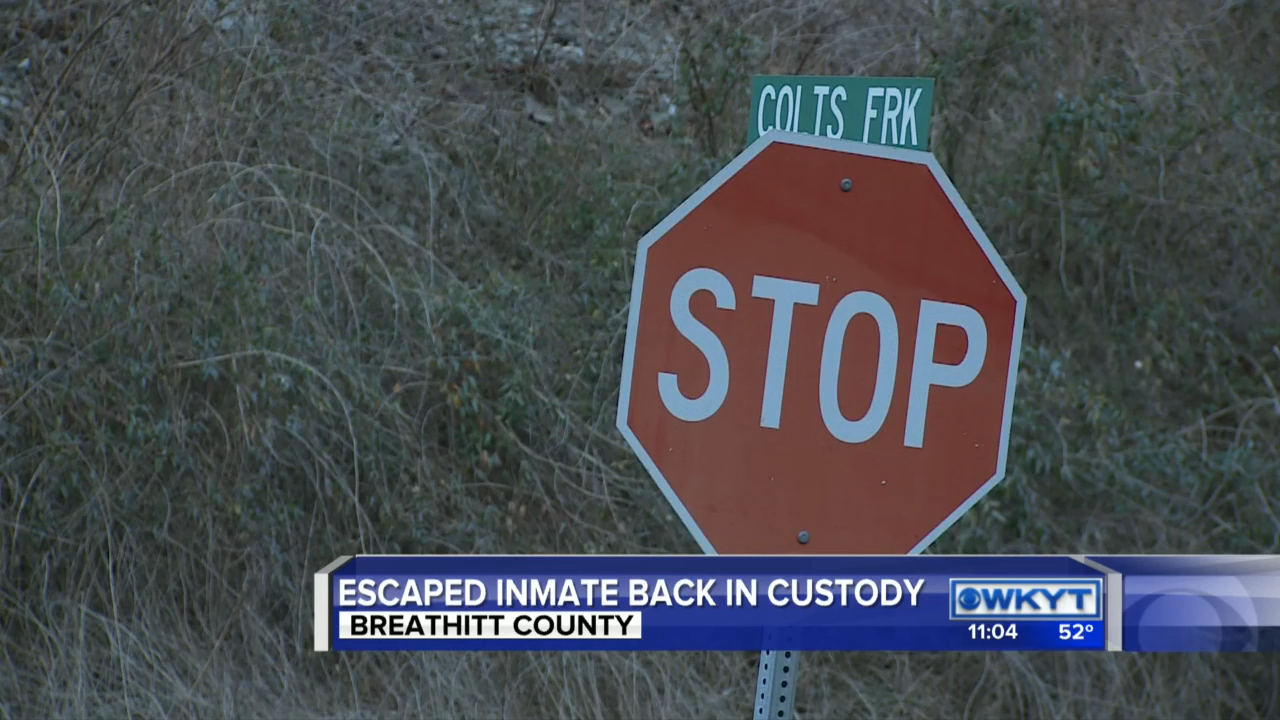 COLTS FRK
STOP
ESCAPED INMATE BACK IN CUSTODY
BREATHITT COUNTY
WKYT
11:04 52°